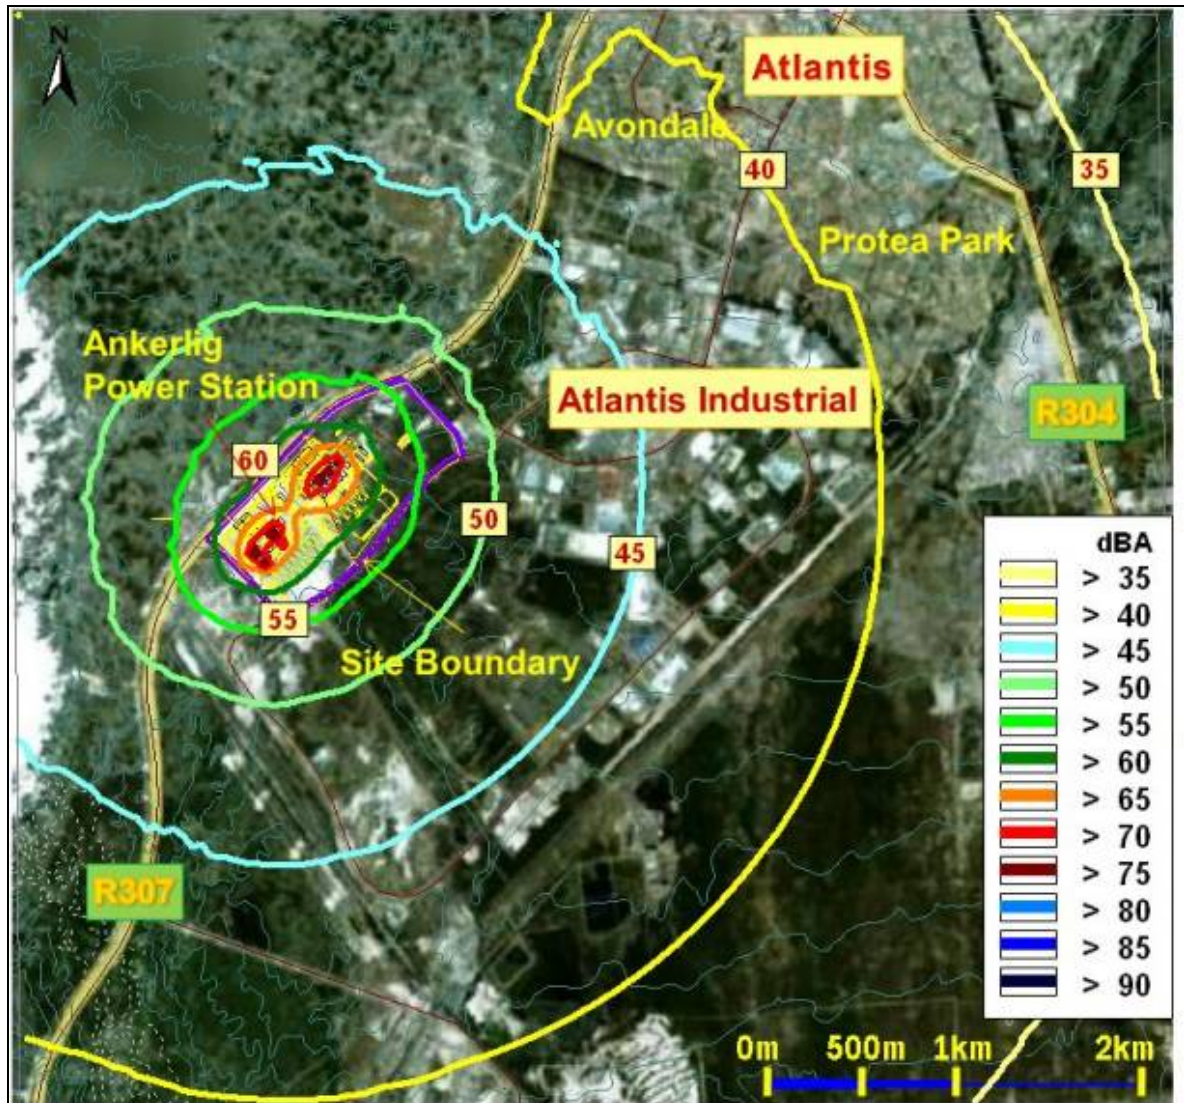 N
Atlantis
Avondale
40
35
Protea Park
Ankerlig
Power Station
Atlantis Industrial
R304
60
50
45
55
Site Boundary
R307
dBA
> 35
> 40
> 45
> 50
> 55
> 60
> 65
> 70
> 75
> 80
> 85
> 90
0m 500m 1km 2km